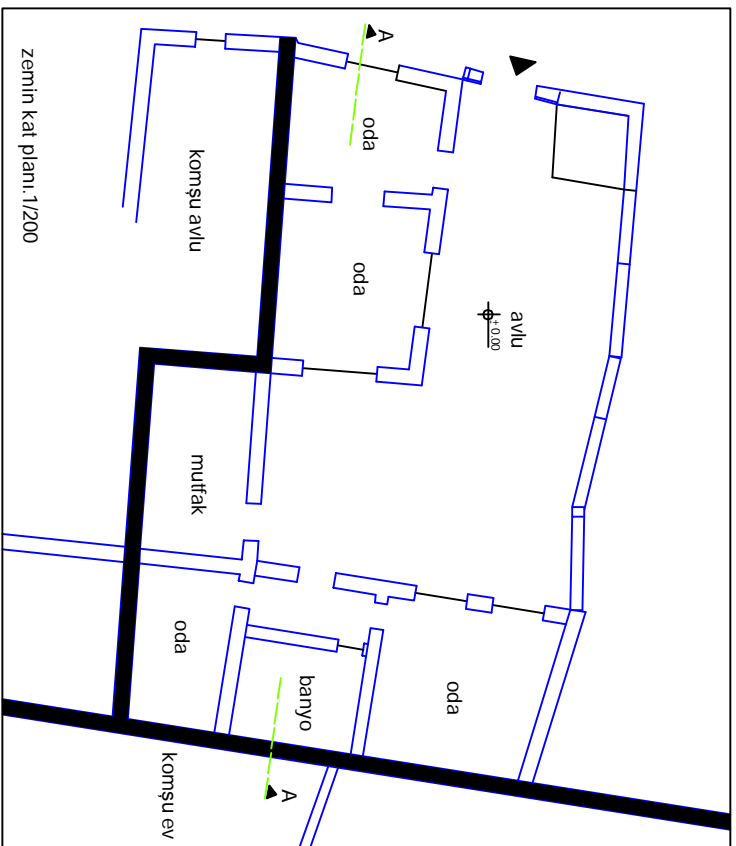 A
oda
komşu avlu
oda
avlu
± 0.00
mutfak
oda
banyo
oda
A
komşu ev
zemin kat planı.1/200